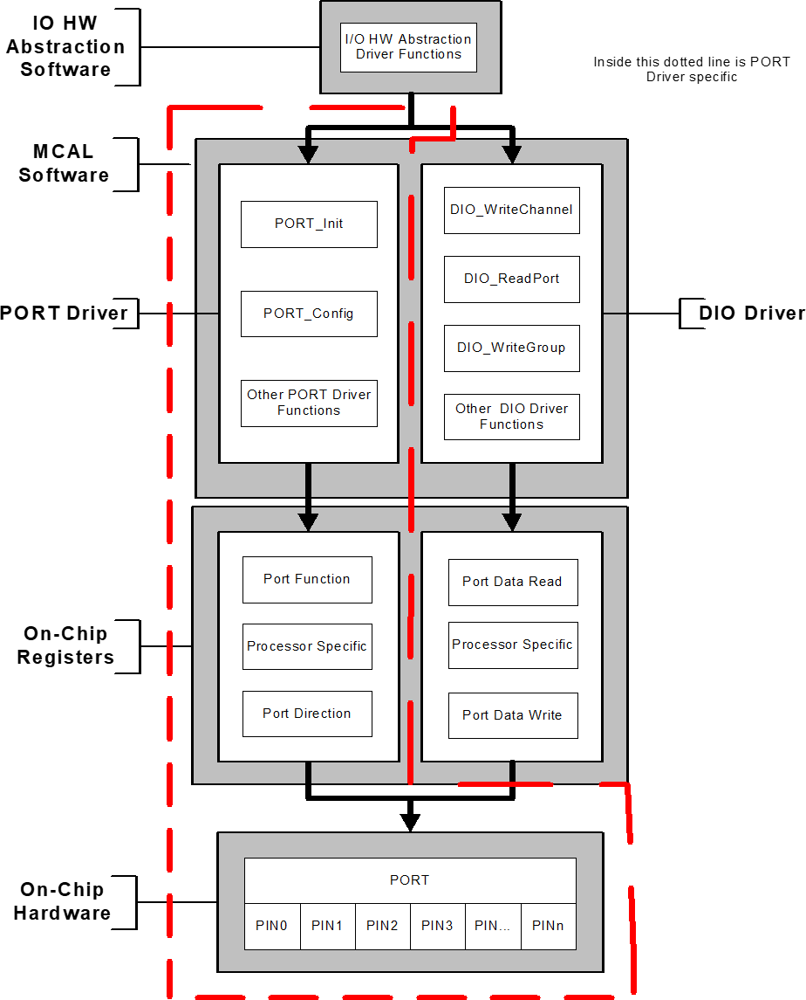 IO HW
Abstraction
Software
I/O HW Abstraction
Driver Functions
Inside this dotted line is PORT
Driver specific
MCAL
Software
PORT_Init
PORT_Config
Other PORT Driver
Functions
DIO_WriteChannel
DIO_ReadPort
DIO_WriteGroup
Other DIO Driver
Functions
PORT Driver
DIO Driver
On-Chip
Registers
Port Function
Processor Specific
Port Direction
Port Data Read
Processor Specific
Port Data Write
On-Chip
Hardware
PORT
PIN0 PIN1 PIN2 PIN3 PIN... PINn